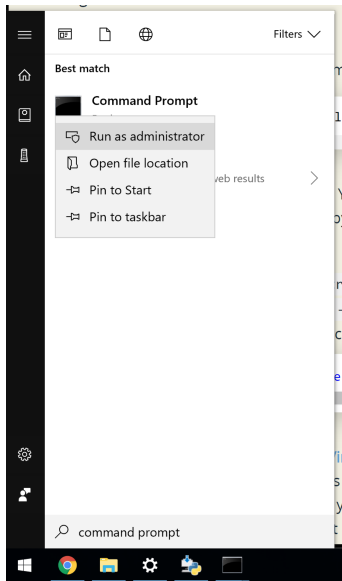 Filters
Best match
Command Prompt
Run as administrator
Open file location
web results
Pin to Start
Pin to taskbar
command prompt